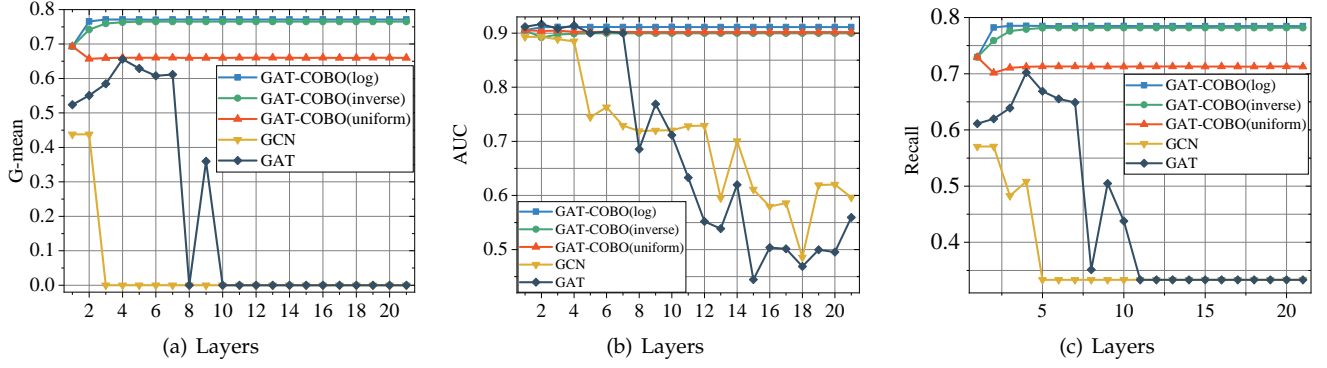 G-mean
0.8
0.7
0.6
0.5
0.4
0.3
0.2
0.1
0.0
GAT-COBO(log)
GAT-COBO(inverse)
GAT-COBO(uniform)
GCN
GAT
2 4 6 8 10 12 14 16 18 20
(a) Layers
AUC
0.9
0.8
0.7
0.6
0.5
GAT-COBO(log)
GAT-COBO(inverse)
GAT-COBO(uniform)
GCN
GAT
2 4 6 8 10 12 14 16 18 20
(b) Layers
Recall
0.8
0.7
0.6
0.5
0.4
GAT-COBO(log)
GAT-COBO(inverse)
GAT-COBO(uniform)
GCN
GAT
5 10 15 20
(c) Layers